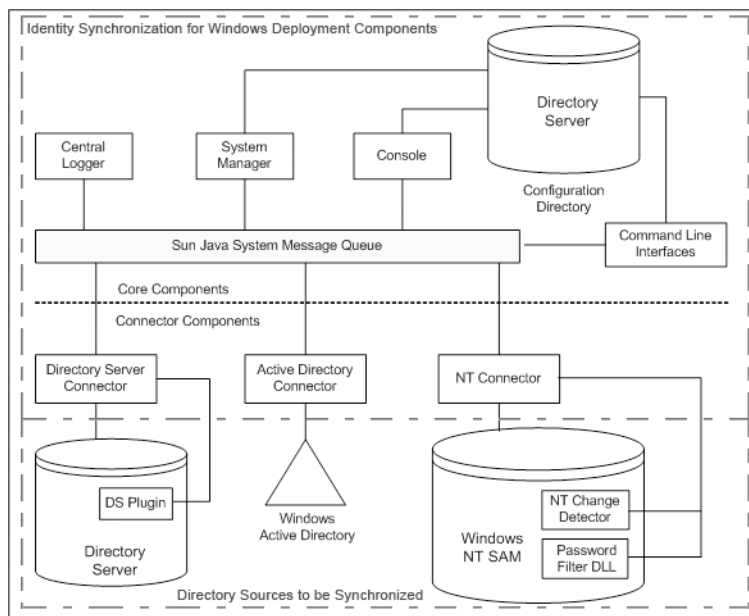 Identity Synchronization for Windows Deployment Components
Directory
Server
Central
Logger
System
Manager
Console
Configuration
Directory
Sun Java System Message Queue
Command Line
Interfaces
Core Components
Connector Components
Directory Server
Connector
Active Directory
Connector
NT Connector
DS Plugin
Directory
Server
Windows
Active Directory
Windows
NT SAM
NT Change
Detector
Password
Filter DLL
Directory Sources to be Synchronized